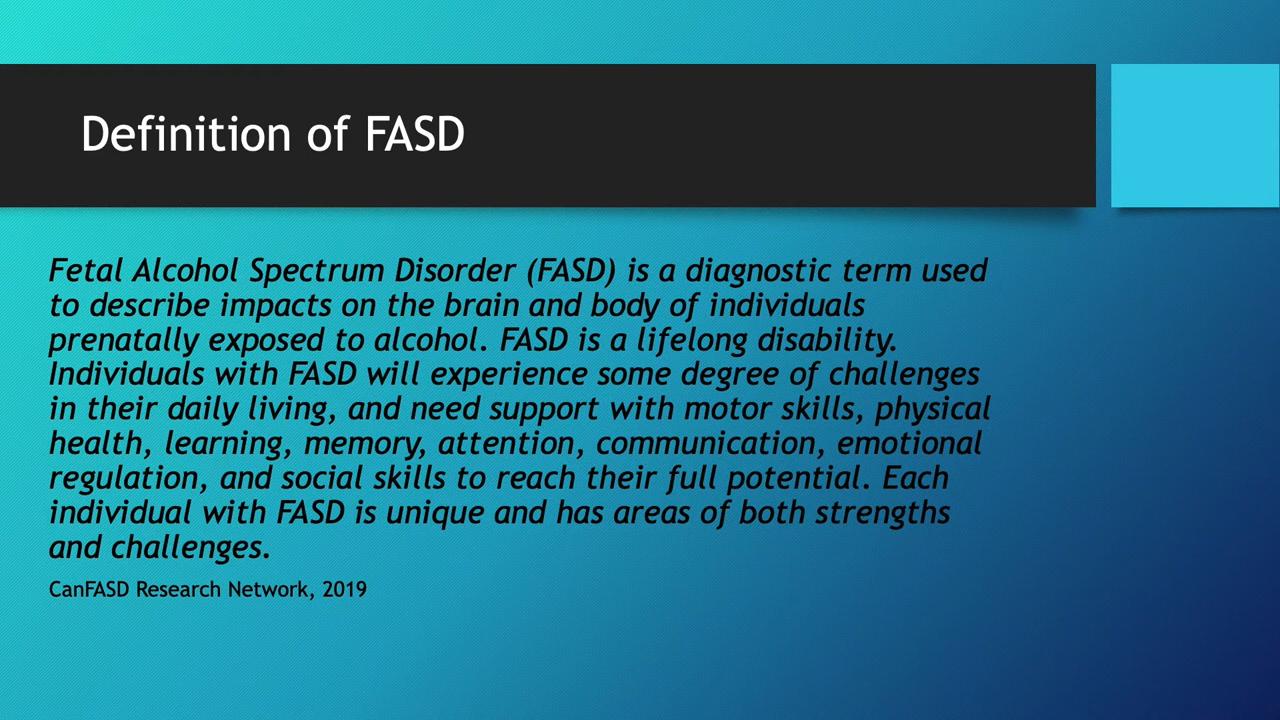 Definition of FASD
Fetal Alcohol Spectrum Disorder (FASD) is a diagnostic term used
to describe impacts on the brain and body of individuals
prenatally exposed to alcohol. FASD is a lifelong disability.
Individuals with FASD will experience some degree of challenges
in their daily living, and need support with motor skills, physical
health, learning, memory, attention, communication, emotional
regulation, and social skills to reach their full potential. Each
individual with FASD is unique and has areas of both strengths
and challenges.
CanFASD Research Network, 2019